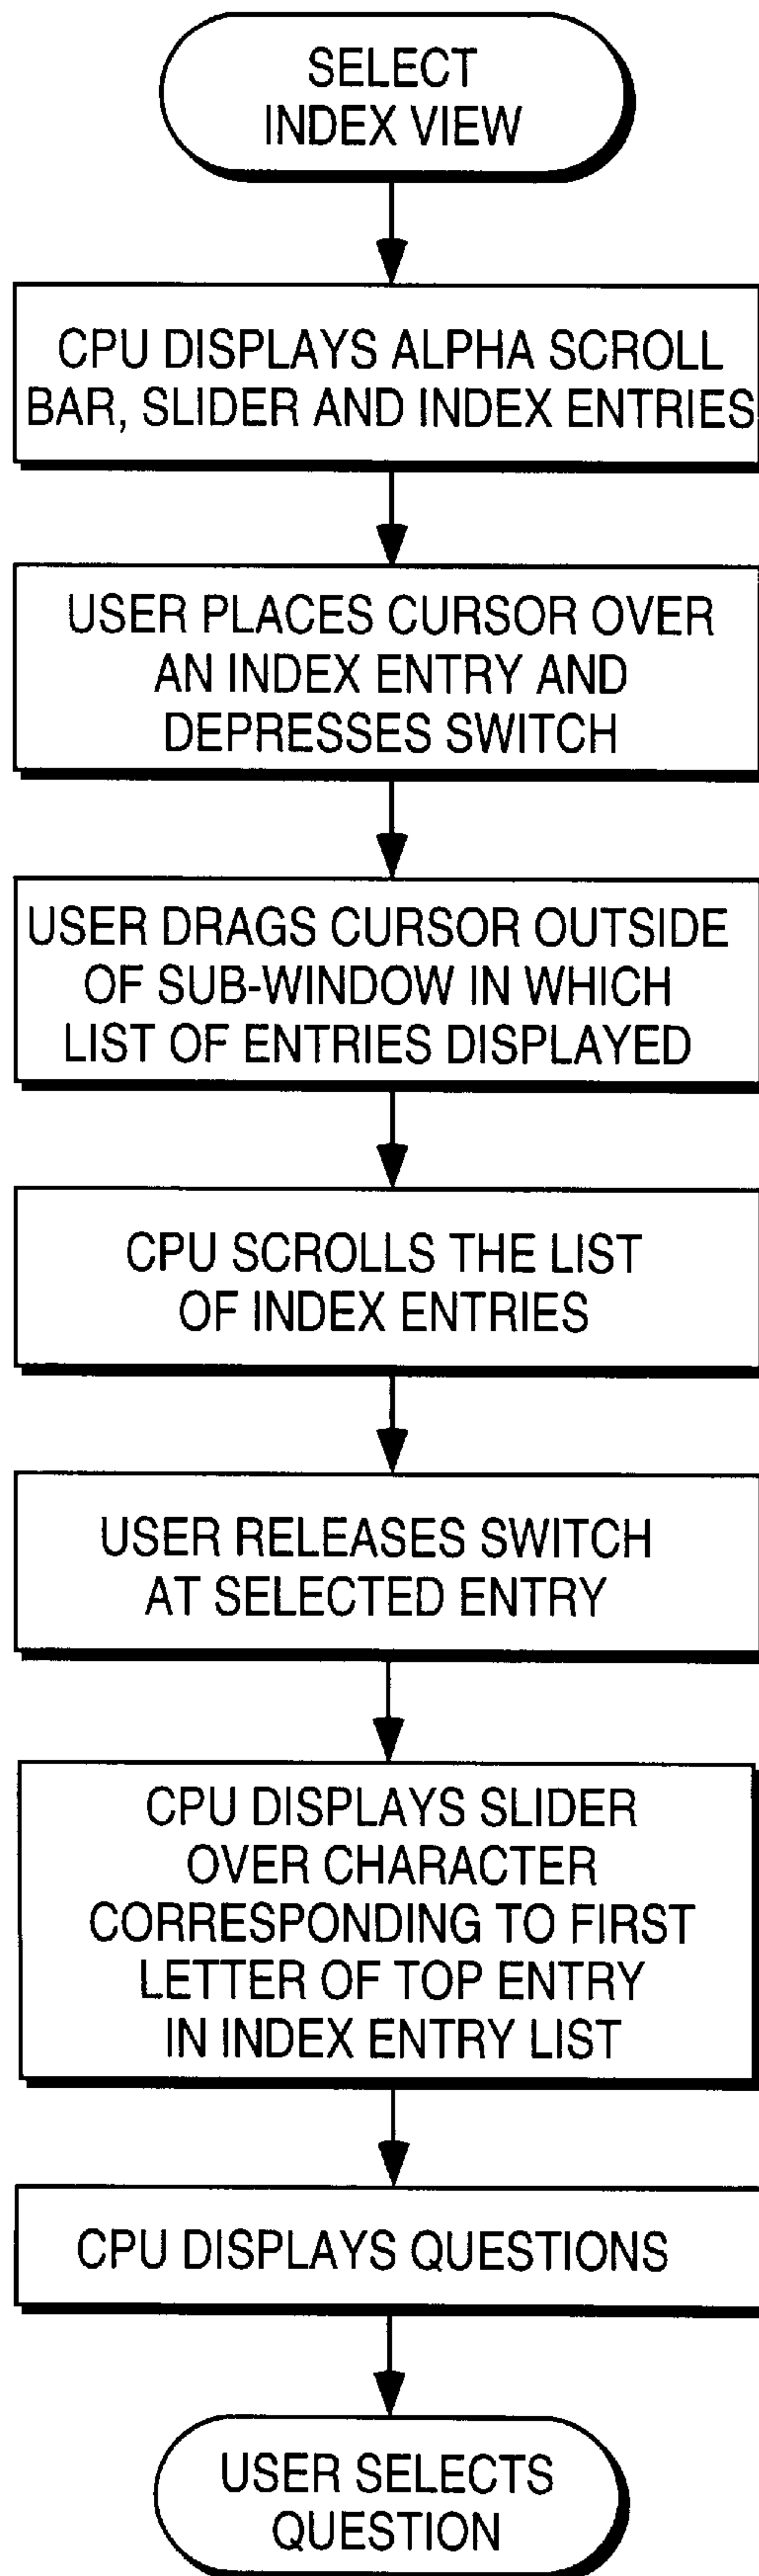 SELECT
INDEX VIEW
CPU DISPLAYS ALPHA SCROLL
BAR, SLIDER AND INDEX ENTRIES
USER PLACES CURSOR OVER
AN INDEX ENTRY AND
DEPRESSES SWITCH
USER DRAGS CURSOR OUTSIDE
OF SUB-WINDOW IN WHICH
LIST OF ENTRIES DISPLAYED
CPU SCROLLS THE LIST
OF INDEX ENTRIES
USER RELEASES SWITCH
AT SELECTED ENTRY
CPU DISPLAYS SLIDER
OVER CHARACTER
CORRESPONDING TO FIRST
LETTER OF TOP ENTRY
IN INDEX ENTRY LIST
CPU DISPLAYS QUESTIONS
USER SELECTS
QUESTION